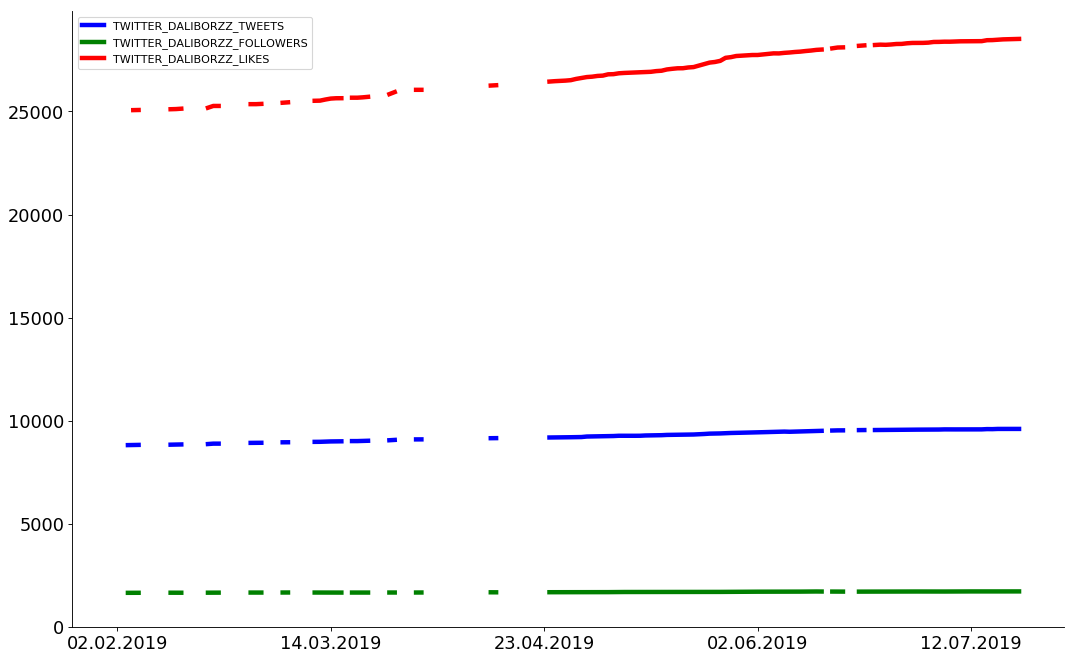 TWITTER_DALIBORZZ_TWEETS
TWITTER_DALIBORZZ_FOLLOWERS
TWITTER_DALIBORZZ_LIKES
25000
20000
15000
10000
5000
0
02.02.2019 14.03.2019 23.04.2019 02.06.2019 12.07.2019